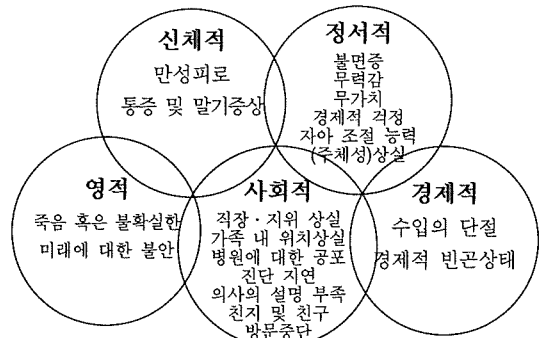 신체적
만성피로
통증 및 말기증상
정서적
불면증
무력감
무가치
경제적 걱정
자아 조절 능력
(주체성)상실
영적
죽음 혹은 불확실한
미래에 대한 불안
사회적
직장·지위 상실
가족 내 위치상실
병원에 대한 공포
진단 지연
의사의 설명 부족
친지 및 친구
방문중단
경제적
수입의 단절
경제적 빈곤상태